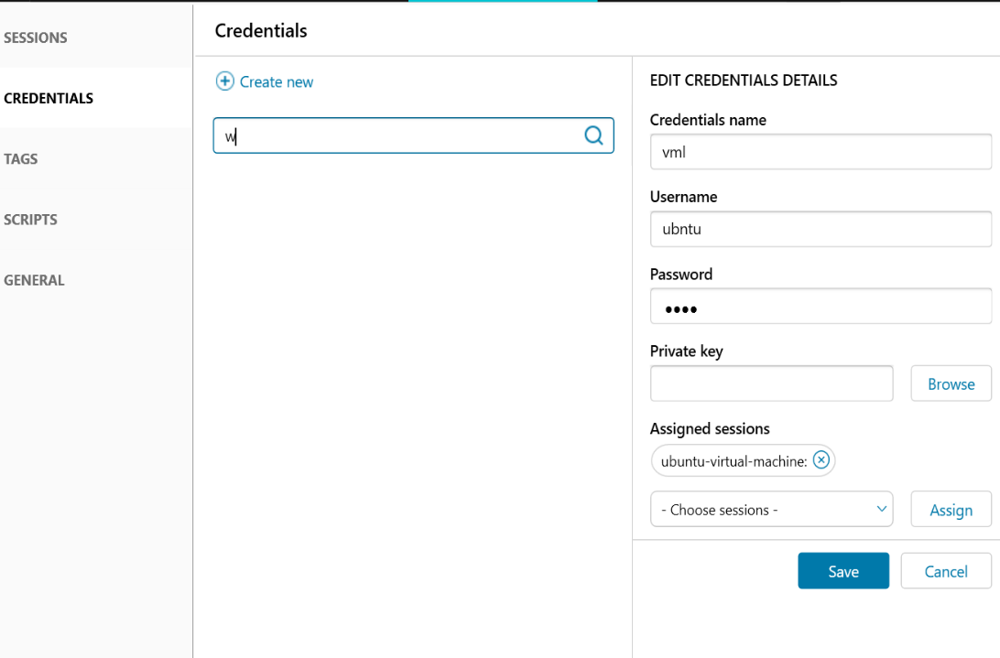 SESSIONS
CREDENTIALS
TAGS
SCRIPTS
GENERAL
Credentials
Create new
w
EDIT CREDENTIALS DETAILS
Credentials name
vml
Username
ubntu
Password
••••
Private key
Browse
Assigned sessions
ubuntu-virtual-machine:
- Choose sessions -
Assign
Save
Cancel